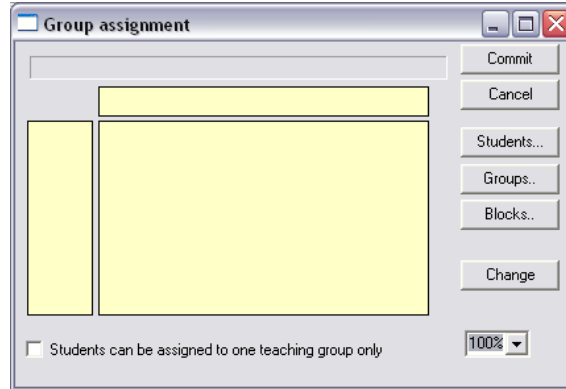 Group assignment
Commit
Cancel
Students...
Groups..
Blocks..
Change
Students can be assigned to one teaching group only
100%